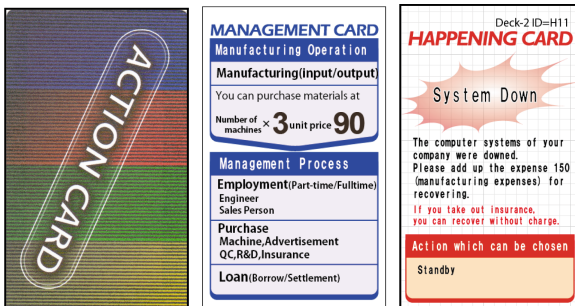 ACTION CARD
MANAGEMENT CARD
Manufacturing Operation
Manufacturing(input/output)
You can purchase materials at
Number of machines × 3 unit price 90
Management Process
Employment(Part-time/Fulltime)
Engineer
Sales Person
Purchase
Machine,Advertisement
QC,R&D,Insurance
Loan(Borrow/Settlement)
Deck-2 ID=H11
HAPPENING CARD
System Down
The computer systems of your
company were downed.
Please add up the expense 150
(manufacturing expenses) for
recovering.
If you take out insurance,
you can recover without charge.
Action which can be chosen
Standby